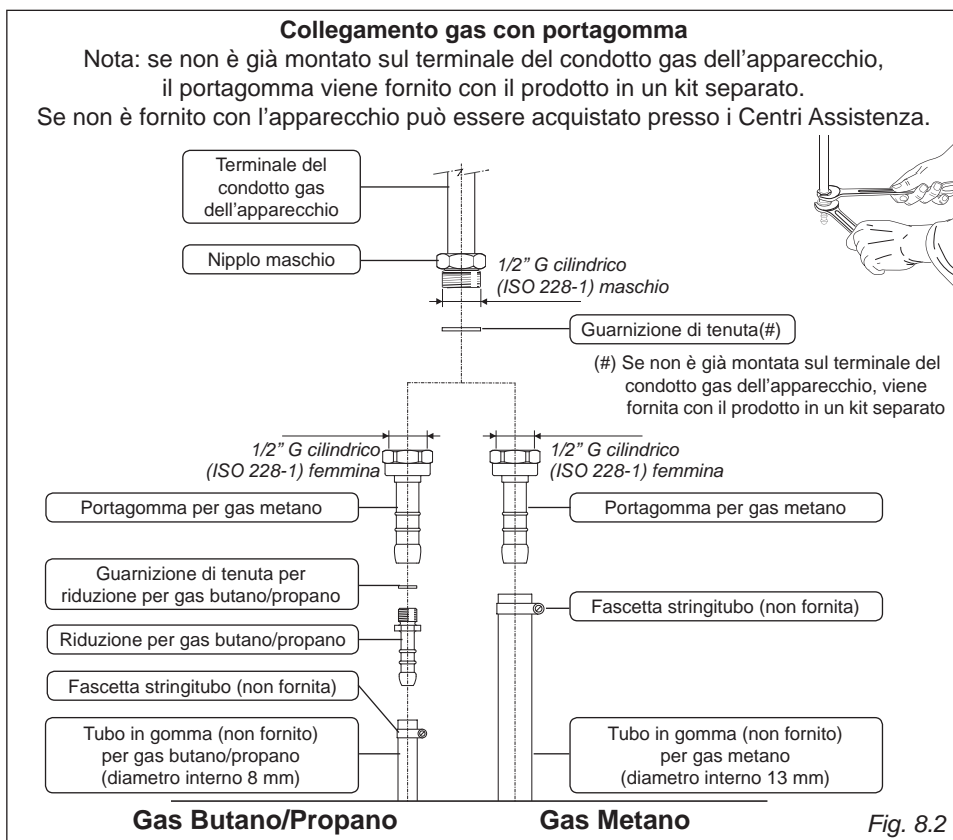 Collegamento gas con portagomma
Nota: se non è già montato sul terminale del condotto gas dell’apparecchio,
il portagomma viene fornito con il prodotto in un kit separato.
Se non è fornito con l’apparecchio può essere acquistato presso i Centri Assistenza.
Terminale del
condotto gas
dell’apparecchio
Nipplo maschio
1/2” G cilindrico
(ISO 228-1) maschio
Guarnizione di tenuta(#)
(#) Se non è già montata sul terminale del
condotto gas dell’apparecchio, viene
fornita con il prodotto in un kit separato
1/2” G cilindrico
(ISO 228-1) femmina
1/2” G cilindrico
(ISO 228-1) femmina
Portagomma per gas metano
Portagomma per gas metano
Guarnizione di tenuta per
riduzione per gas butano/propano
Fascetta stringitubo (non fornita)
Riduzione per gas butano/propano
Fascetta stringitubo (non fornita)
Tubo in gomma (non fornito)
per gas butano/propano
(diametro interno 8 mm)
Tubo in gomma (non fornito)
per gas metano
(diametro interno 13 mm)
Gas Butano/Propano
Gas Metano
Fig. 8.2